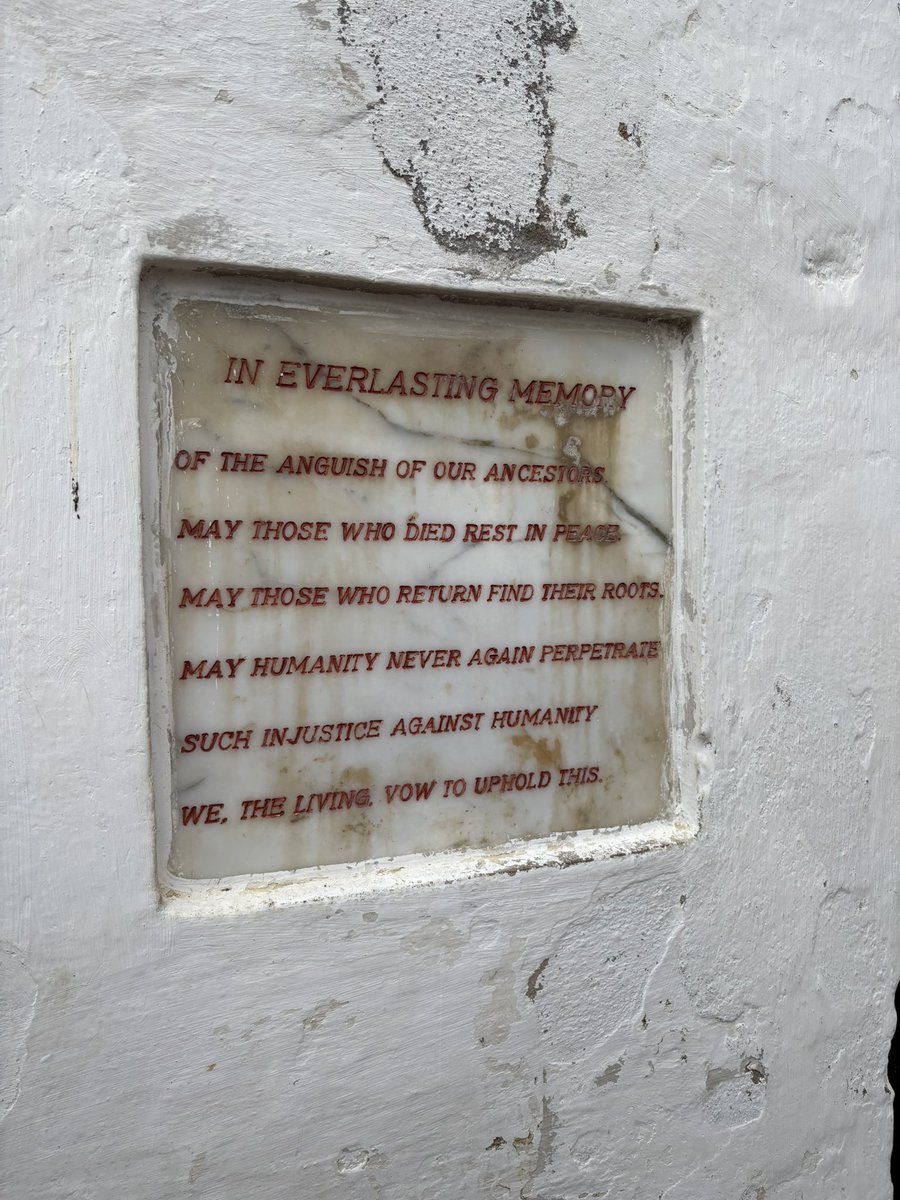 IN EVERLASTING MEMORY
OF THE ANGUISH OF OUR ANCESTORS.
MAY THOSE WHO DIED REST IN PEACE.
MAY THOSE WHO RETURN FIND THEIR ROOTS.
MAY HUMANITY NEVER AGAIN PERPETRATE
SUCH INJUSTICE AGAINST HUMANITY
WE, THE LIVING, VOW TO UPHOLD THIS.